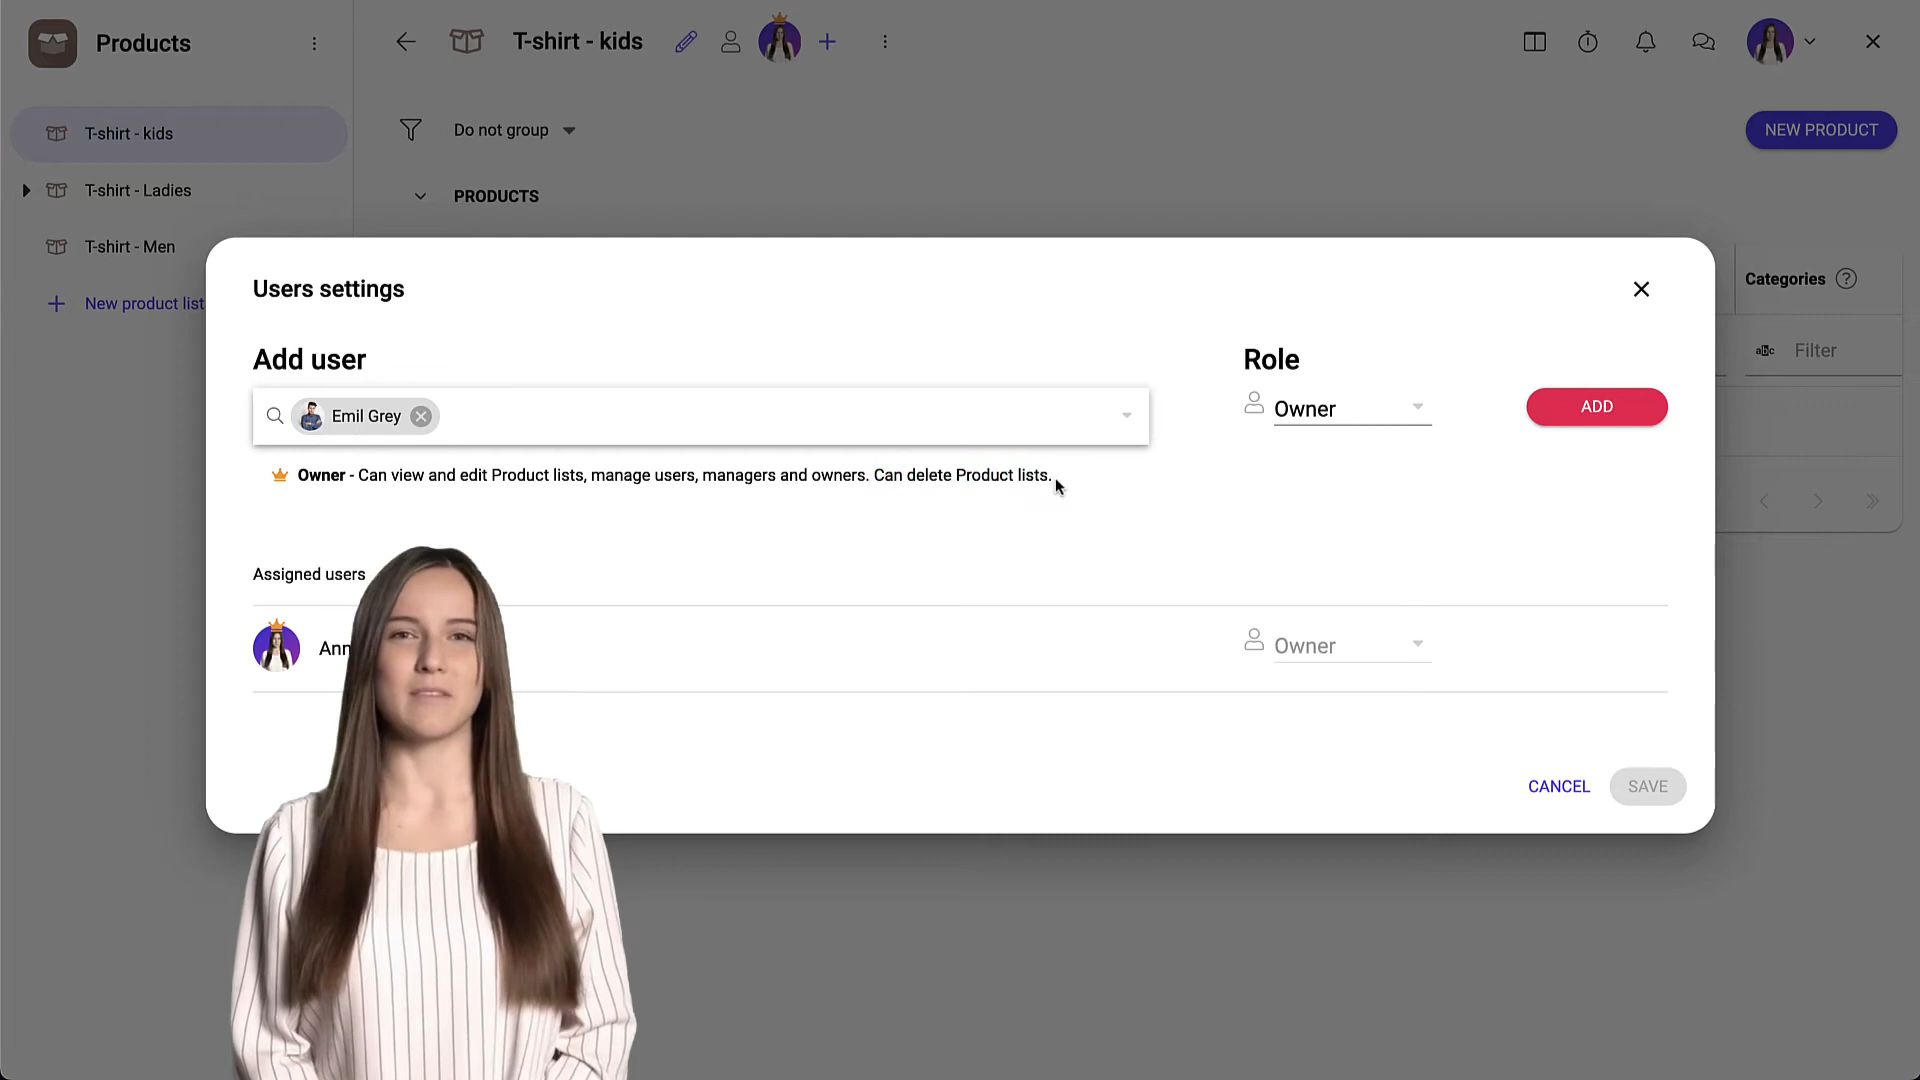 Products
T-shirt - kids
T-shirt - kids
Do not group
NEW PRODUCT
T-shirt - Ladies
PRODUCTS
T-shirt - Men
New product list
Categories ?
abc Filter
Users settings
Add user
Role
Emil Grey
Owner
ADD
Owner - Can view and edit Product lists, manage users, managers and owners. Can delete Product lists.
Assigned users
Owner
CANCEL
SAVE